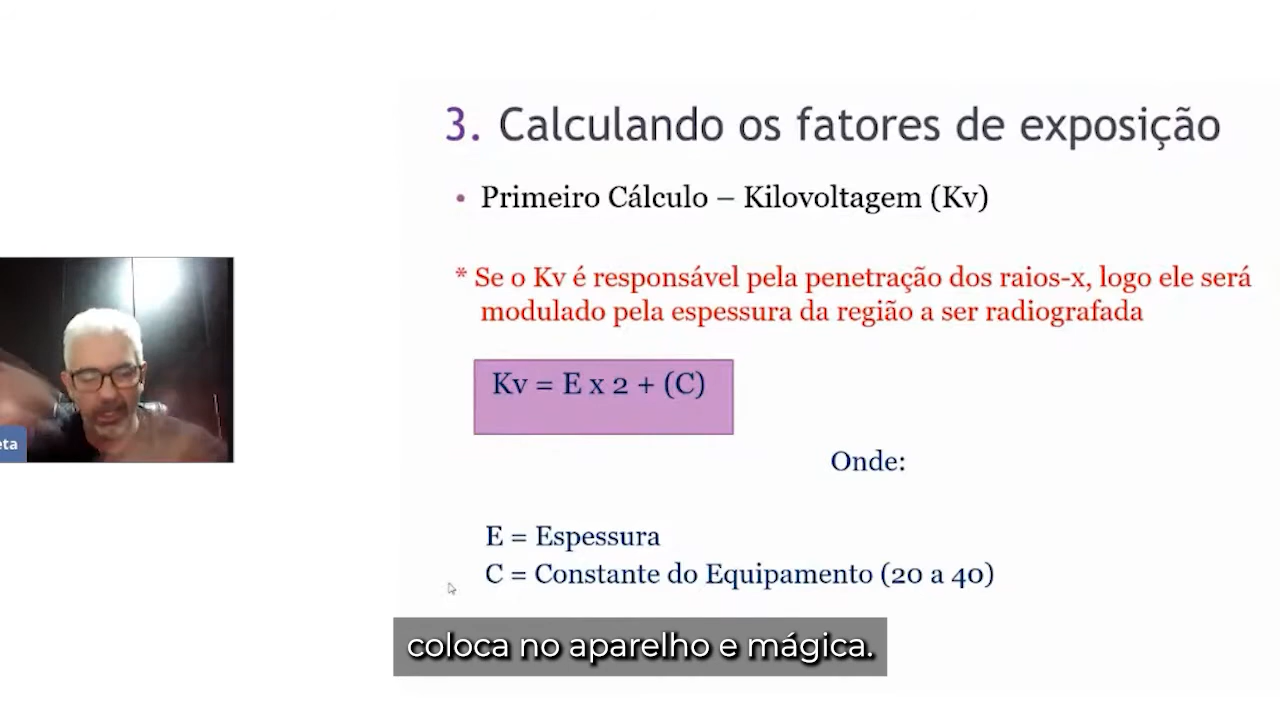 3. Calculando os fatores de exposição
• Primeiro Cálculo – Kilovoltagem (Kv)
* Se o Kv é responsável pela penetração dos raios-x, logo ele será
modulado pela espessura da região a ser radiografada
Kv = E x 2 + (C)
Onde:
eta
E = Espessura
C = Constante do Equipamento (20 a 40)
coloca no aparelho e mágica.